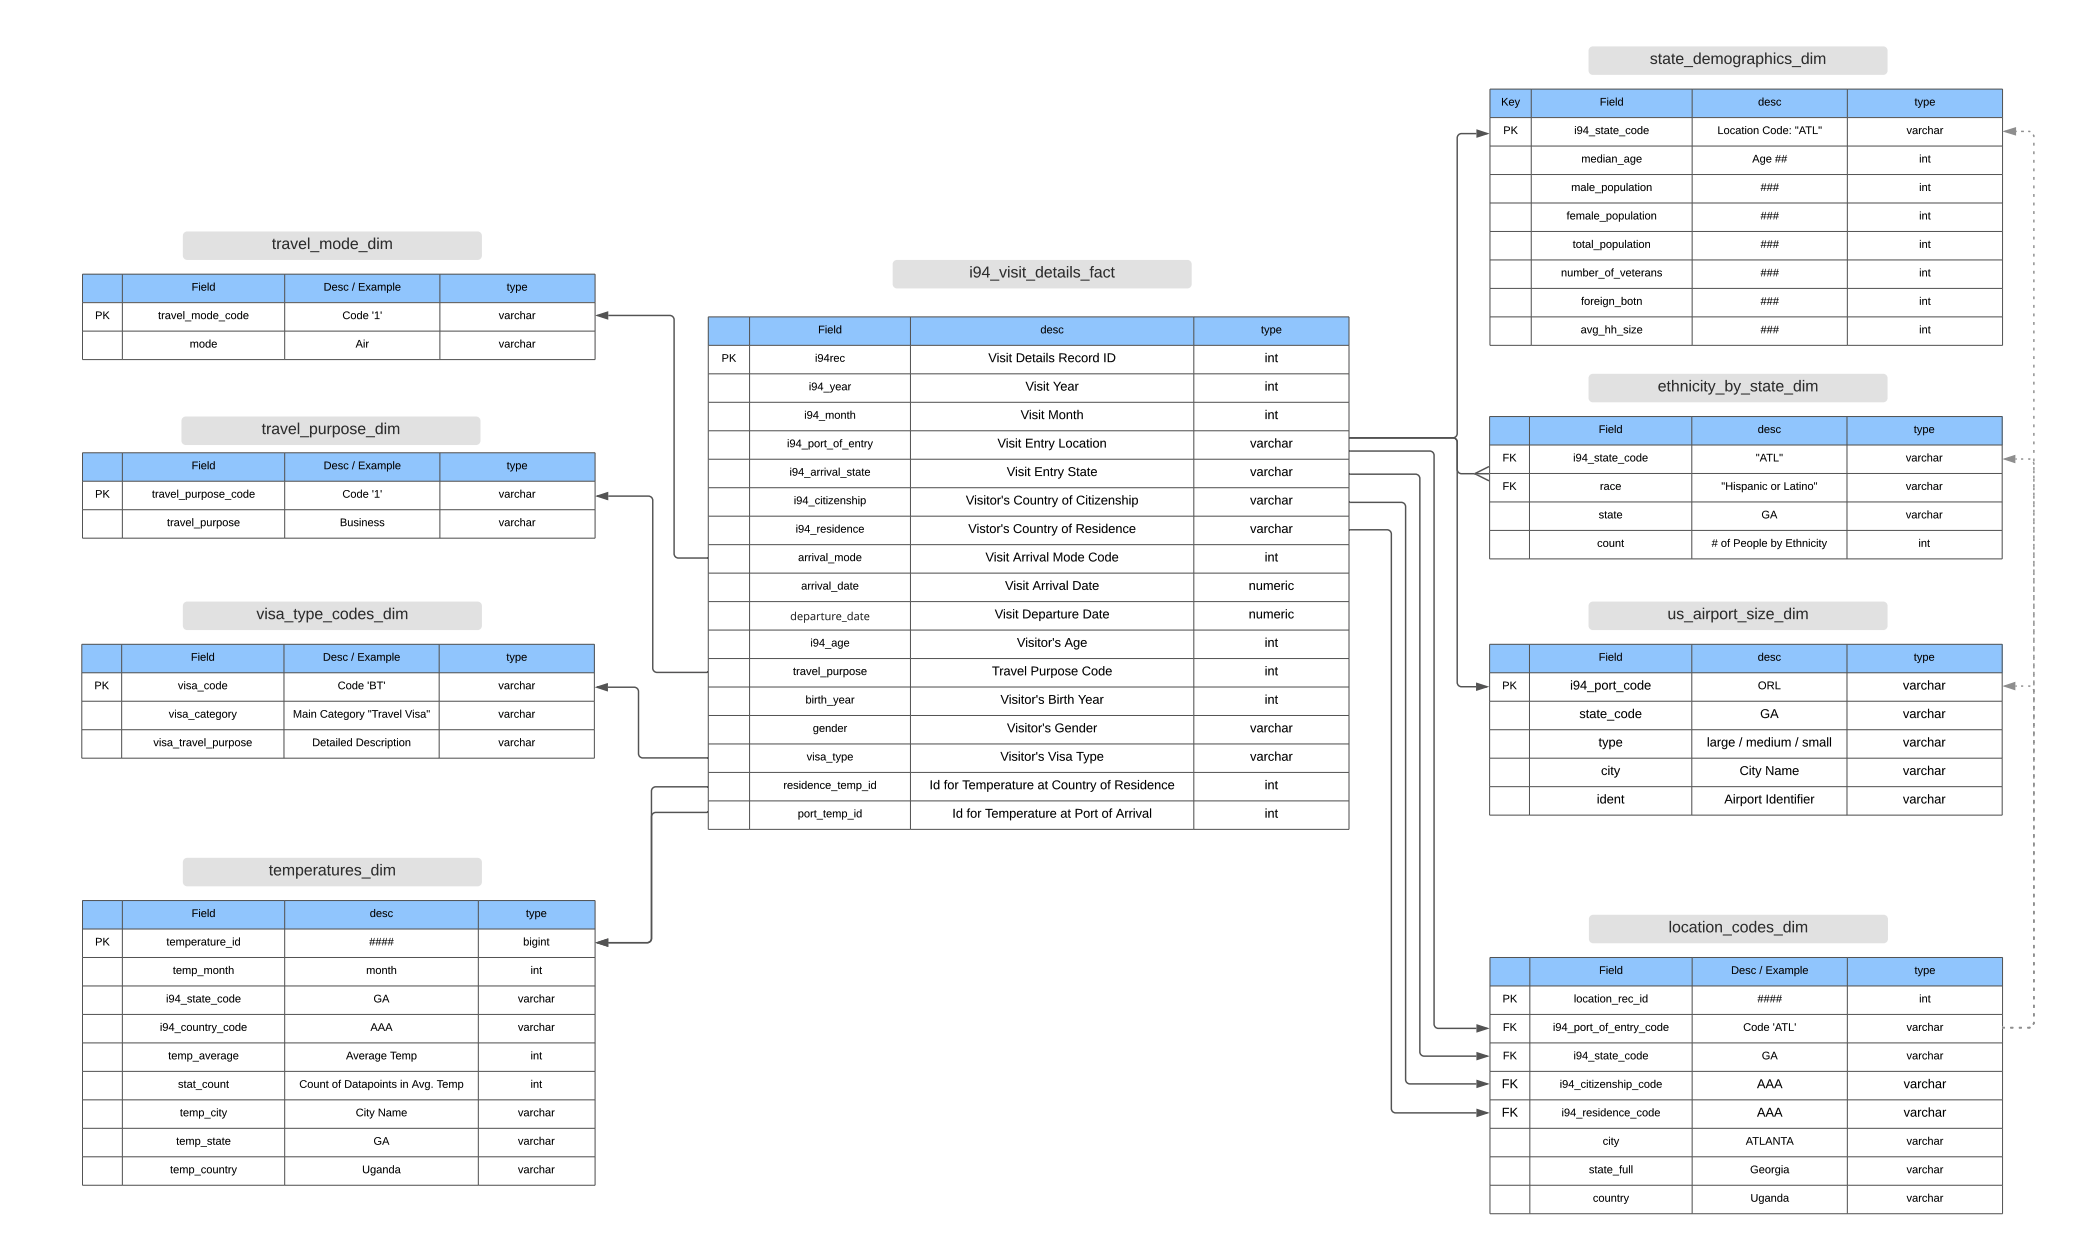 travel_mode_dim
Field Desc / Example type
PK travel_mode_code Code '1' varchar
mode Air varchar
travel_purpose_dim
Field Desc / Example type
PK travel_purpose_code Code '1' varchar
travel_purpose Business varchar
visa_type_codes_dim
Field Desc / Example type
PK visa_code Code 'BT' varchar
visa_category Main Category "Travel Visa" varchar
visa_travel_purpose Detailed Description varchar
temperatures_dim
Field desc type
PK temperature_id #### bigint
temp_month month int
i94_state_code GA varchar
i94_country_code AAA varchar
temp_average Average Temp int
stat_count Count of Datapoints in Avg. Temp int
temp_city City Name varchar
temp_state GA varchar
temp_country Uganda varchar
i94_visit_details_fact
Field desc type
PK i94rec Visit Details Record ID int
i94_year Visit Year int
i94_month Visit Month int
i94_port_of_entry Visit Entry Location varchar
i94_arrival_state Visit Entry State varchar
i94_citizenship Visitor's Country of Citizenship varchar
i94_residence Vistor's Country of Residence varchar
arrival_mode Visit Arrival Mode Code int
arrival_date Visit Arrival Date numeric
departure_date Visit Departure Date numeric
i94_age Visitor's Age int
travel_purpose Travel Purpose Code int
birth_year Visitor's Birth Year int
gender Visitor's Gender varchar
visa_type Visitor's Visa Type varchar
residence_temp_id Id for Temperature at Country of Residence int
port_temp_id Id for Temperature at Port of Arrival int
state_demographics_dim
Key Field desc type
PK i94_state_code Location Code: "ATL" varchar
median_age Age ## int
male_population ### int
female_population ### int
total_population ### int
number_of_veterans ### int
foreign_botn ### int
avg_hh_size ### int
ethnicity_by_state_dim
Field desc type
FK i94_state_code "ATL" varchar
FK race "Hispanic or Latino" varchar
state GA varchar
count # of People by Ethnicity int
us_airport_size_dim
Field desc type
PK i94_port_code ORL varchar
state_code GA varchar
type large / medium / small varchar
city City Name varchar
ident Airport Identifier varchar
location_codes_dim
Field Desc / Example type
PK location_rec_id #### int
FK i94_port_of_entry_code Code 'ATL' varchar
FK i94_state_code GA varchar
FK i94_citizenship_code AAA varchar
FK i94_residence_code AAA varchar
city ATLANTA varchar
state_full Georgia varchar
country Uganda varchar